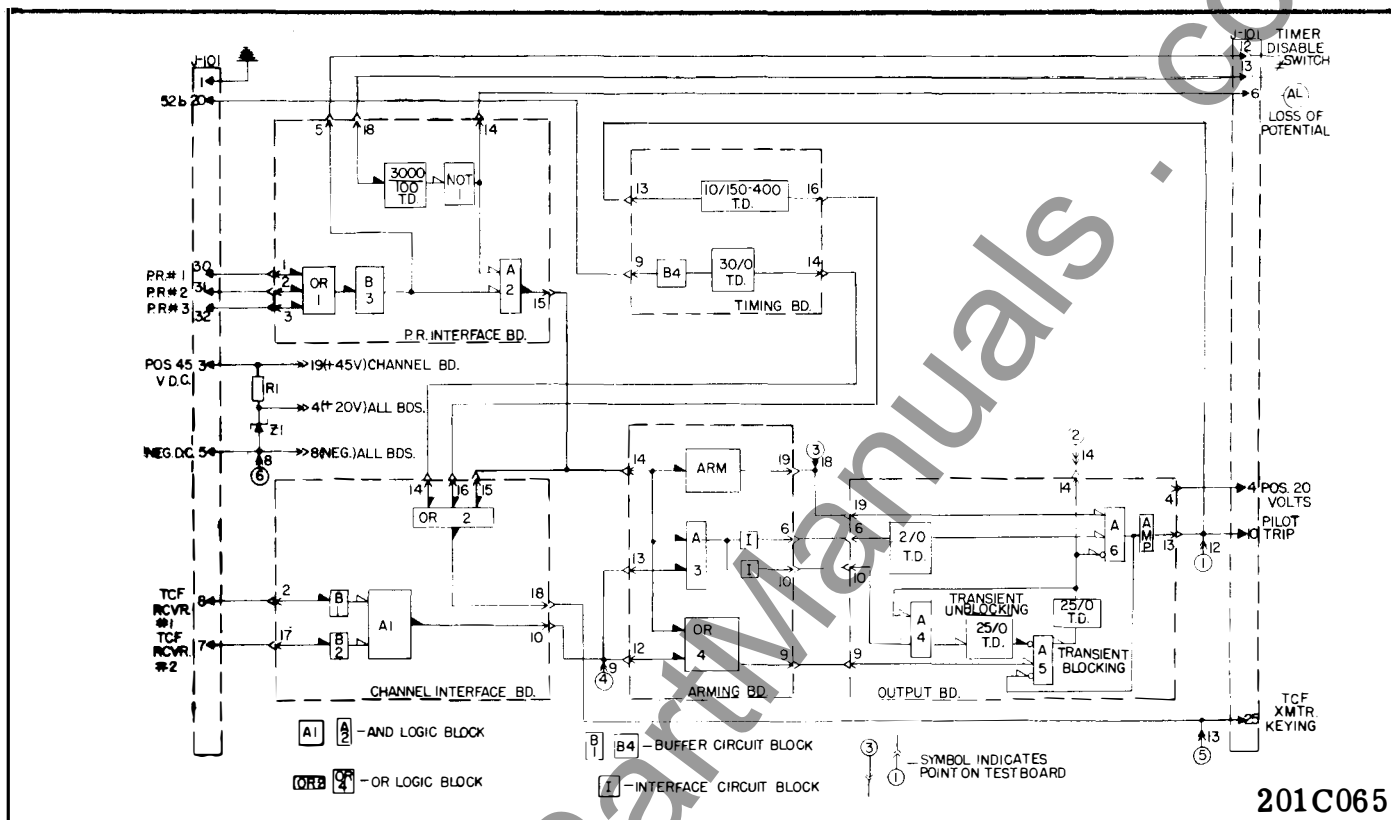 J-101
1
52b 20
J-101
12
TIMER
DISABLE
≠SWITCH
13
6
AL
LOSS OF
POTENTIAL
5
18
14
3000
100
T.D.
NOT
1
P.R.# 1 30
P.R.#2 31
P.R.# 3 32
1
2
3
OR
1
B
3
A
2
15
P.R. INTERFACE BD.
13
10/150-400
T.D.
16
9
B4
30/0
T.D.
14
TIMING BD.
POS 45 3
V.D.C.
19(+45V)CHANNEL BD.
R1
4(+20V)ALL BDS.
Z1
NEG.D.C. 5
8
8(NEG.)ALL BDS.
6
14
16
15
OR 2
TCF 8
RCVR.
#1
TCF 7
RCVR.
#2
2
17
B
1
B
2
A1
18
10
CHANNEL INTERFACE BD.
4
9
14
13
12
ARM
A
3
I
I
OR
4
19
6
10
9
ARMING BD.
3
18
2
14
14
19
6
10
9
2/0
T.D.
A
4
TRANSIENT
UNBLOCKING
25/0
T.D.
25/0
T.D.
A
5
TRANSIENT
BLOCKING
A
6
AMP
4
13
OUTPUT BD.
12
1
4 POS. 20
VOLTS
10 PILOT
TRIP
25 TCF
XMTR.
KEYING
13
5
A1 A 2 -AND LOGIC BLOCK
OR2 OR 4 -OR LOGIC BLOCK
B 1 B4 -BUFFER CIRCUIT BLOCK
I -INTERFACE CIRCUIT BLOCK
3
1
-SYMBOL INDICATES
POINT ON TESTBOARD
201C065